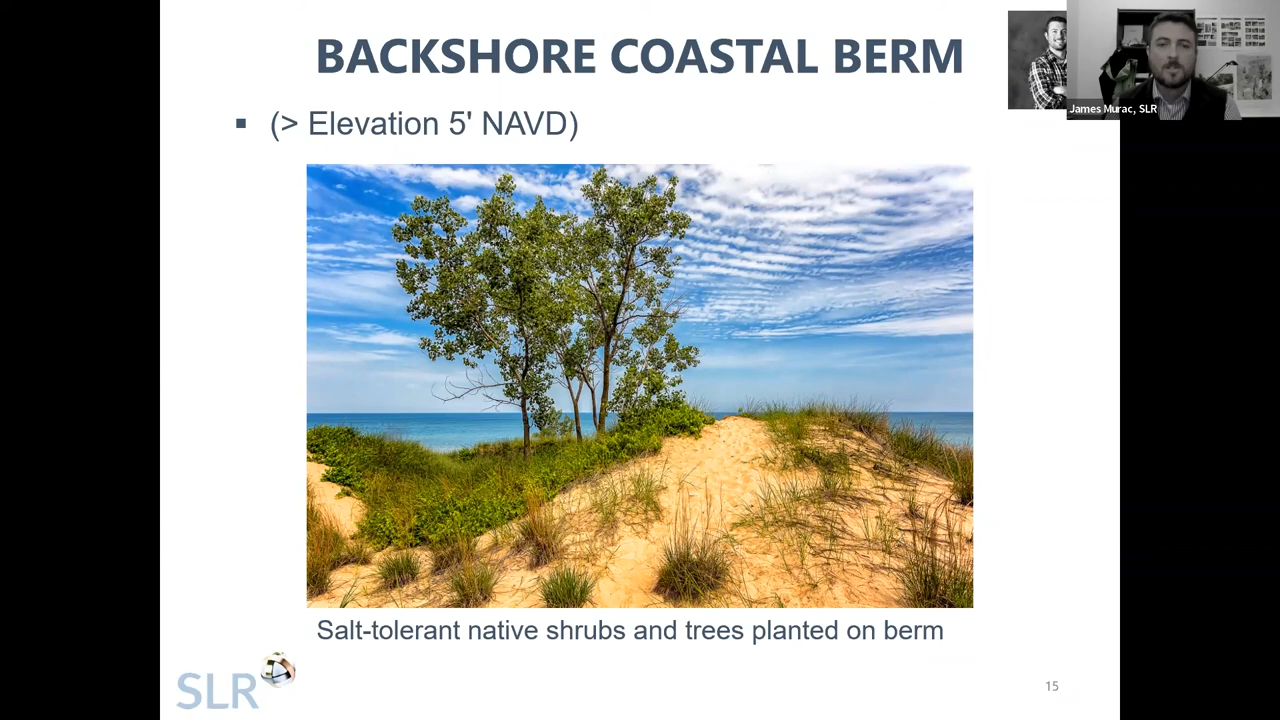 BACKSHORE COASTAL BERM
James Murac, SLR
(> Elevation 5' NAVD)
Salt-tolerant native shrubs and trees planted on berm
SLR
15